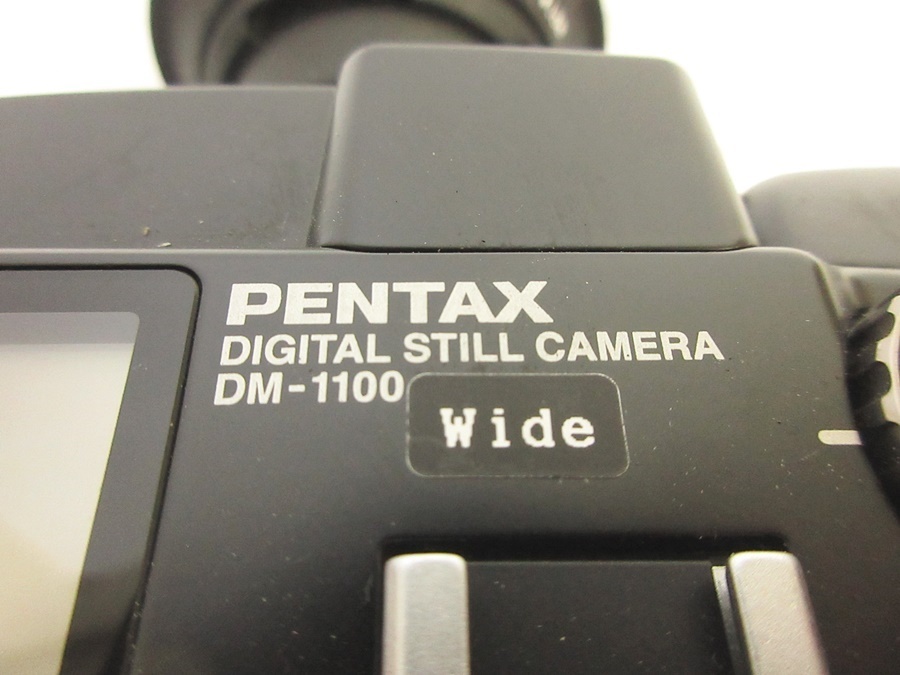 PENTAX
DIGITAL STILL CAMERA
DM-1100
Wide